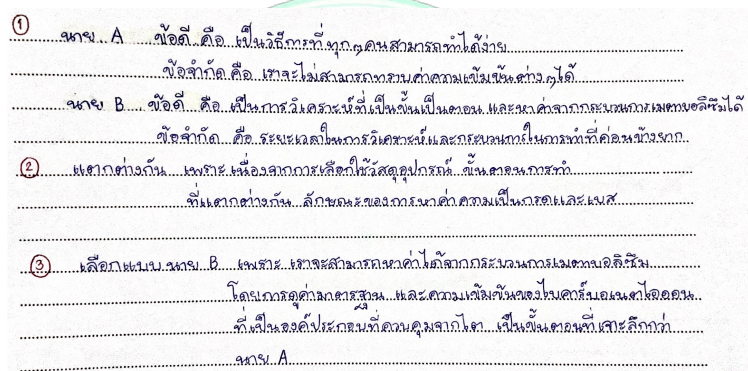 ① นาย A ข้อดี คือ เป็นวิธีการที่ทุกๆคนสามารถทำได้ง่าย
ข้อจำกัด คือ เราจะไม่สามารถทราบค่าความเข้มข้นต่างๆได้
นาย B ข้อดี คือ เป็นการวิเคราะห์ที่เป็นขั้นเป็นตอน และหาค่าจากกระบวนการเมตาบอลิซึมได้
ข้อจำกัด คือ ระยะเวลาในการวิเคราะห์และกระบวนการในการทำที่ค่อนข้างยาก
② แตกต่างกัน เพราะ เนื่องจากการเลือกใช้วัสดุอุปกรณ์ ขั้นตอนการทำ
ที่แตกต่างกัน ลักษณะของการหาค่าความเป็นกรดและเบส
③ เลือกแบบนาย B เพราะ เราจะสามารถหาค่าได้จากกระบวนการเมตาบอลิซึม
โดยการดูค่ามาตรฐาน และความเข้มข้นของไบคาร์บอเนตไอออน
ที่เป็นองค์ประกอบที่ควบคุมจากไต เป็นขั้นตอนที่เจาะลึกกว่า
นาย A